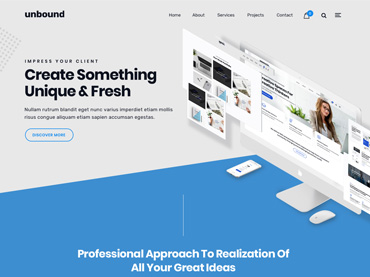 unbound
Home About Services Projects Contact
IMPRESS YOUR CLIENT
Create Something
Unique & Fresh
Nullam rutrum blandit eget nunc varius imperdiet etiam mollis
risus congue aliquam etiam sapien accumsan egestas.
DISCOVER MORE
Professional Approach To Realization Of
All Your Great Ideas